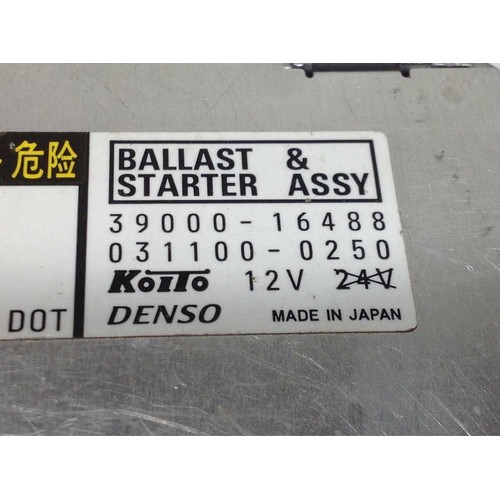 危险
DOT
BALLAST &
STARTER ASSY
39000-16488
031100-0250
KOITO 12V 24V
DENSO MADE IN JAPAN